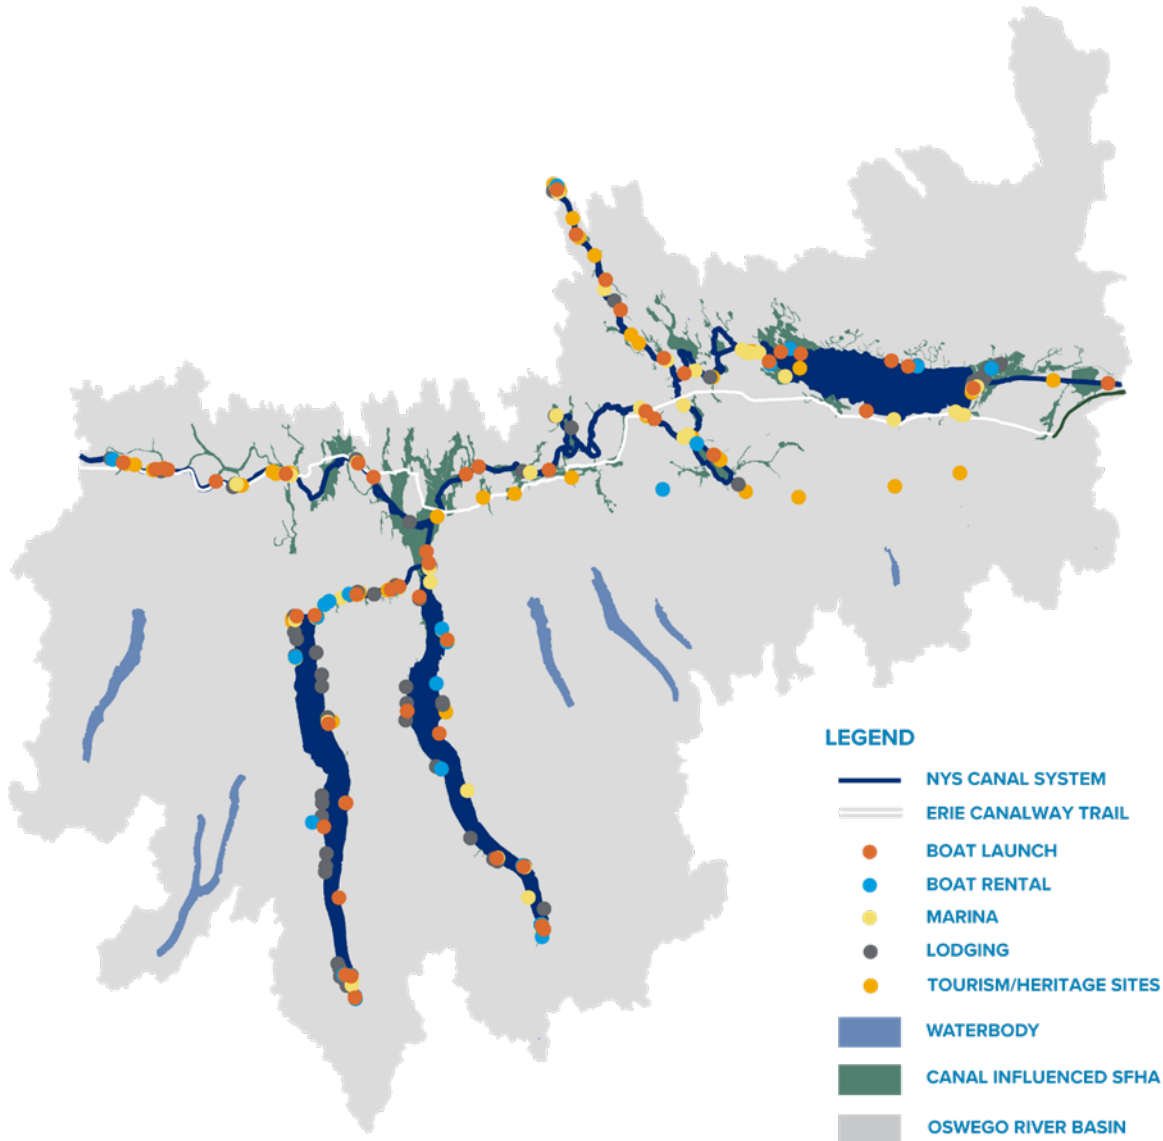 LEGEND
NYS CANAL SYSTEM
ERIE CANALWAY TRAIL
BOAT LAUNCH
BOAT RENTAL
MARINA
LODGING
TOURISM/HERITAGE SITES
WATERBODY
CANAL INFLUENCED SFHA
OSWEGO RIVER BASIN